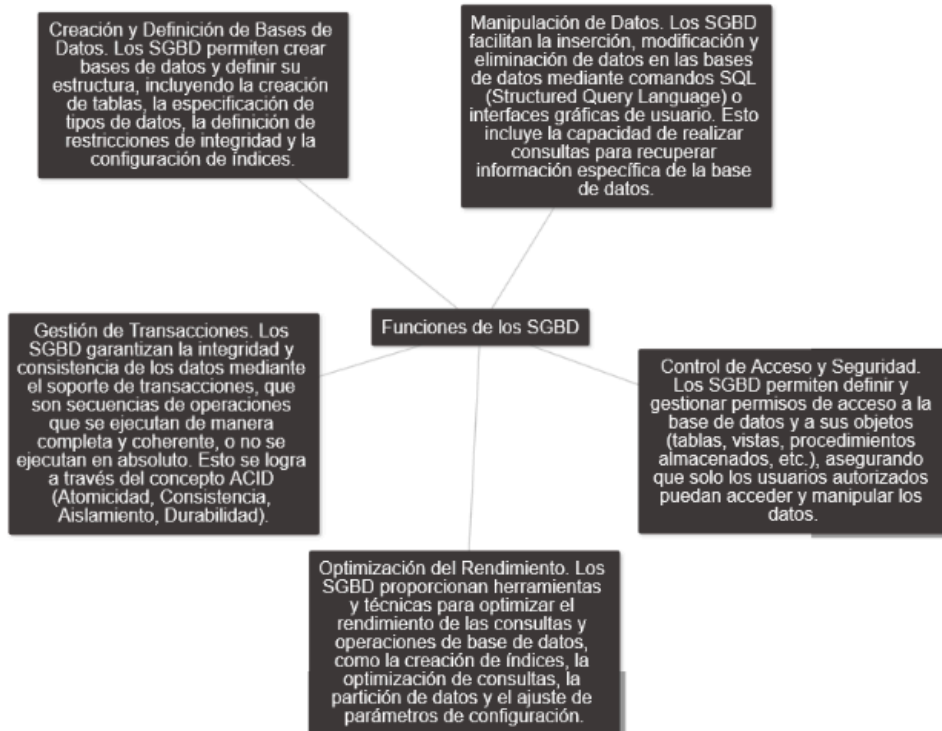 Creación y Definición de Bases de
Datos. Los SGBD permiten crear
bases de datos y definir su
estructura, incluyendo la creación
de tablas, la especificación de
tipos de datos, la definición de
restricciones de integridad y la
configuración de índices.
Manipulación de Datos. Los SGBD
facilitan la inserción, modificación y
eliminación de datos en las bases
de datos mediante comandos SQL
(Structured Query Language) o
interfaces gráficas de usuario. Esto
incluye la capacidad de realizar
consultas para recuperar
información específica de la base
de datos.
Funciones de los SGBD
Gestión de Transacciones. Los
SGBD garantizan la integridad y
consistencia de los datos mediante
el soporte de transacciones, que
son secuencias de operaciones
que se ejecutan de manera
completa y coherente, o no se
ejecutan en absoluto. Esto se logra
a través del concepto ACID
(Atomicidad, Consistencia,
Aislamiento, Durabilidad).
Control de Acceso y Seguridad.
Los SGBD permiten definir y
gestionar permisos de acceso a la
base de datos y a sus objetos
(tablas, vistas, procedimientos
almacenados, etc.), asegurando
que solo los usuarios autorizados
puedan acceder y manipular los
datos.
Optimización del Rendimiento. Los
SGBD proporcionan herramientas
y técnicas para optimizar el
rendimiento de las consultas y
operaciones de base de datos,
como la creación de índices, la
optimización de consultas, la
partición de datos y el ajuste de
parámetros de configuración.